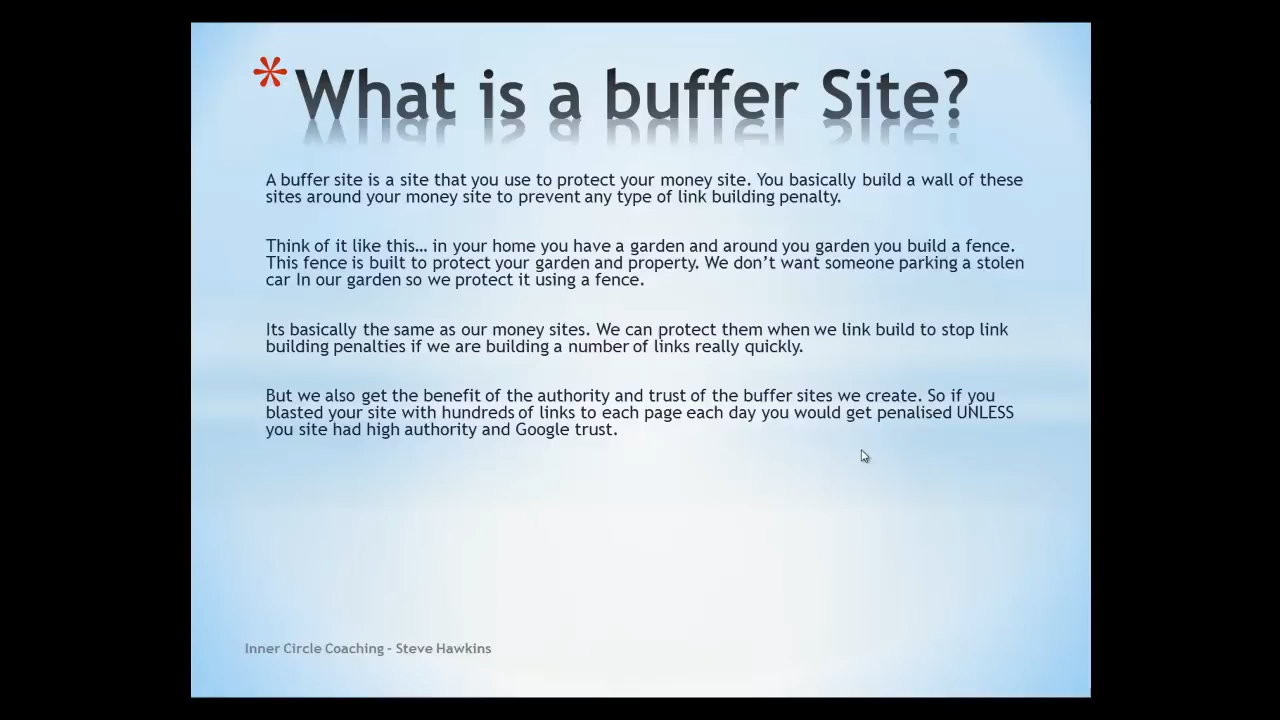 * What is a buffer Site?
A buffer site is a site that you use to protect your money site. You basically build a wall of these
sites around your money site to prevent any type of link building penalty.
Think of it like this… in your home you have a garden and around you garden you build a fence.
This fence is built to protect your garden and property. We don’t want someone parking a stolen
car In our garden so we protect it using a fence.
Its basically the same as our money sites. We can protect them when we link build to stop link
building penalties if we are building a number of links really quickly.
But we also get the benefit of the authority and trust of the buffer sites we create. So if you
blasted your site with hundreds of links to each page each day you would get penalised UNLESS
you site had high authority and Google trust.
Inner Circle Coaching - Steve Hawkins